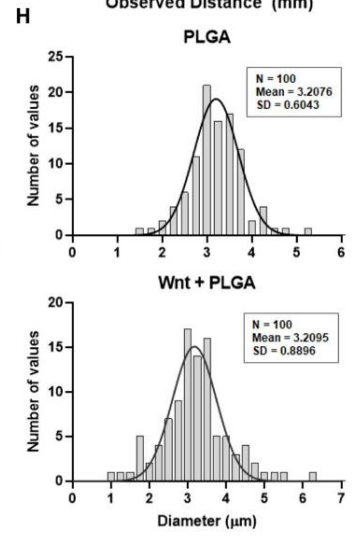 Observed Distance (mm)
H
PLGA
N = 100
Mean = 3.2076
SD = 0.6043
Number of values
25
20
15
10
5
0
0 1 2 3 4 5 6
Wnt + PLGA
N = 100
Mean = 3.2095
SD = 0.8896
Number of values
20
15
10
5
0
0 1 2 3 4 5 6 7
Diameter (μm)